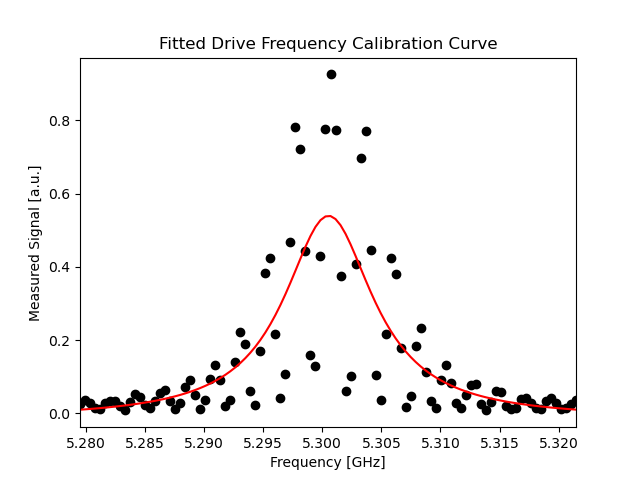 Fitted Drive Frequency Calibration Curve
Measured Signal [a.u.]
0.8
0.6
0.4
0.2
0.0
5.280 5.285 5.290 5.295 5.300 5.305 5.310 5.315 5.320
Frequency [GHz]